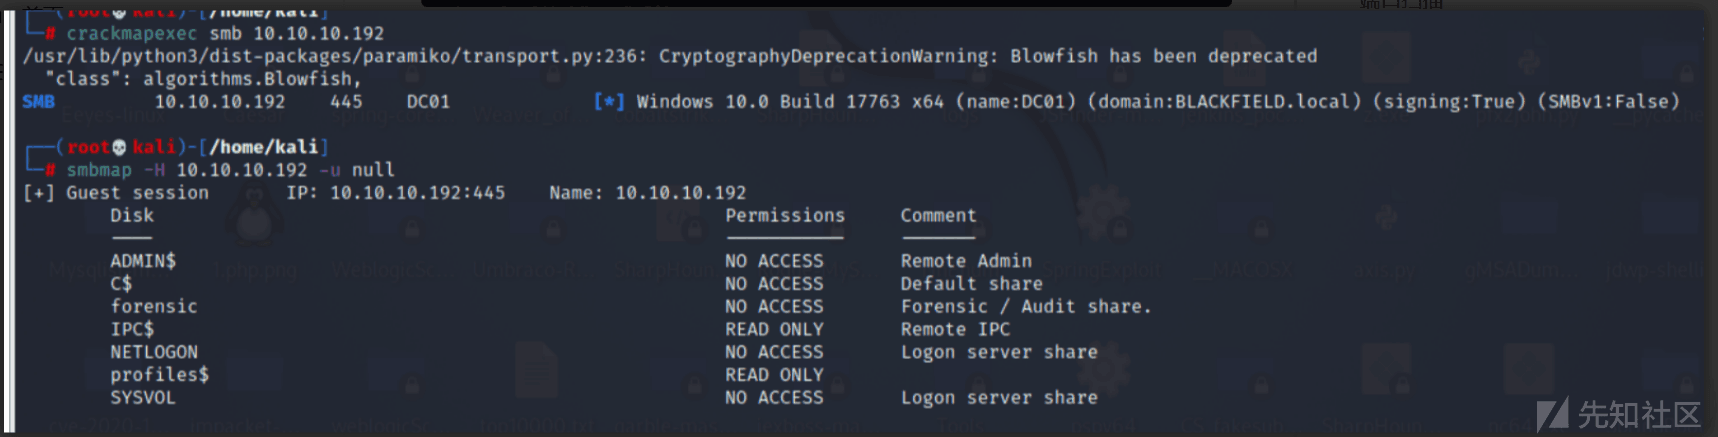 (root💀kali)-[/home/kali]
# crackmapexec smb 10.10.10.192
/usr/lib/python3/dist-packages/paramiko/transport.py:236: CryptographyDeprecationWarning: Blowfish has been deprecated
"class": algorithms.Blowfish,
SMB 10.10.10.192 445 DC01 [*] Windows 10.0 Build 17763 x64 (name:DC01) (domain:BLACKFIELD.local) (signing:True) (SMBv1:False)
(root💀kali)-[/home/kali]
# smbmap -H 10.10.10.192 -u null
[+] Guest session IP: 10.10.10.192:445 Name: 10.10.10.192
Disk Permissions Comment
---- ----------- -------
ADMIN$ NO ACCESS Remote Admin
C$ NO ACCESS Default share
forensic NO ACCESS Forensic / Audit share.
IPC$ READ ONLY Remote IPC
NETLOGON NO ACCESS Logon server share
profiles$ READ ONLY
SYSVOL NO ACCESS Logon server share
先知社区